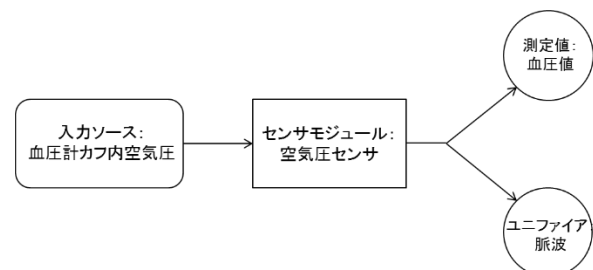 入力ソース：
血圧計カフ内空気圧
センサモジュール：
空気圧センサ
測定値：
血圧値
ユニファイア
脈波